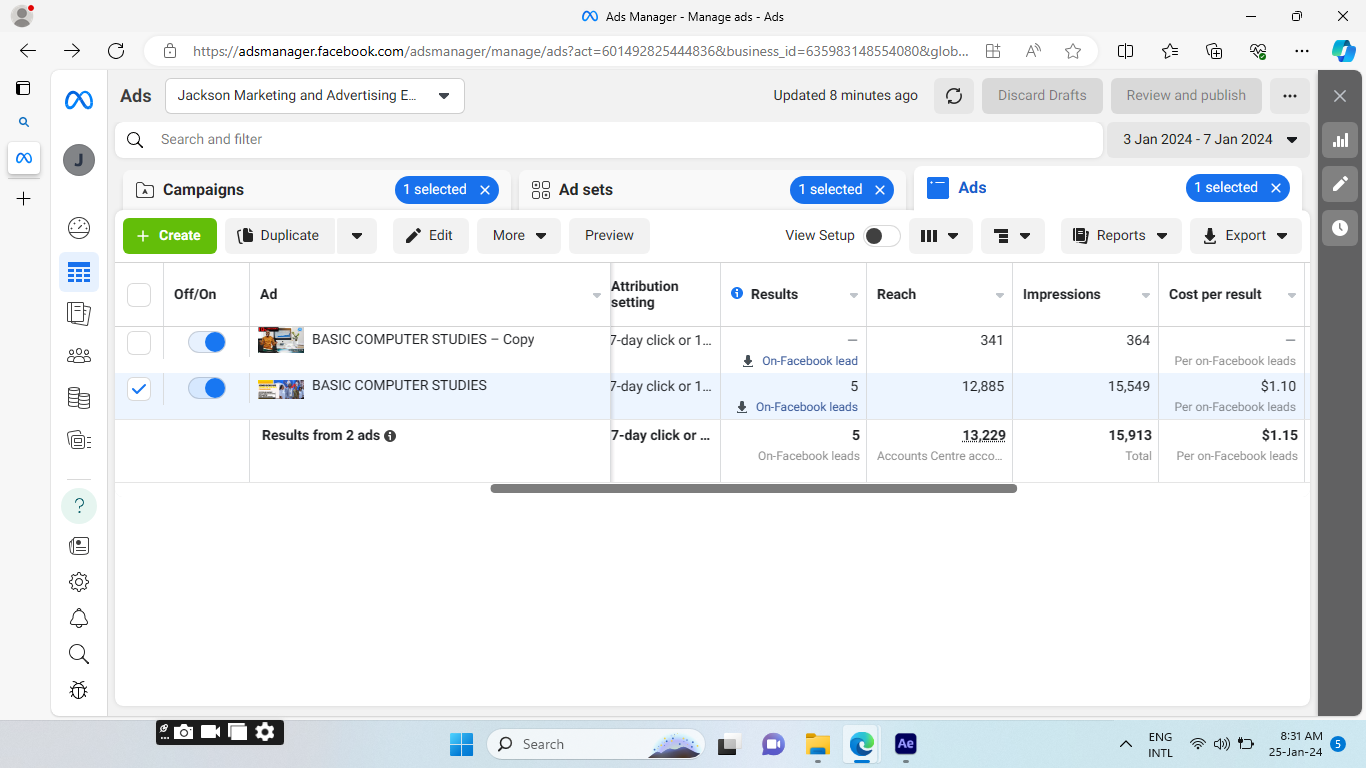 Ads Manager - Manage ads - Ads
https://adsmanager.facebook.com/adsmanager/manage/ads?act=601492825444836&business_id=635983148554080&glob...
Ads
Jackson Marketing and Advertising E...
Updated 8 minutes ago
Discard Drafts
Review and publish
Search and filter
3 Jan 2024 - 7 Jan 2024
J
Campaigns
1 selected
Ad sets
1 selected
Ads
1 selected
+ Create
Duplicate
Edit
More
Preview
View Setup
Reports
Export
Off/On
Ad
Attribution
setting
Results
Reach
Impressions
Cost per result
BASIC COMPUTER STUDIES – Copy
7-day click or 1...
—
On-Facebook lead
341
364
—
Per on-Facebook leads
BASIC COMPUTER STUDIES
7-day click or 1...
5
On-Facebook leads
12,885
15,549
$1.10
Per on-Facebook leads
Results from 2 ads
7-day click or ...
5
On-Facebook leads
13,229
Accounts Centre acco...
15,913
Total
$1.15
Per on-Facebook leads
?
Search
Ae
ENG
INTL
8:31 AM
25-Jan-24
5